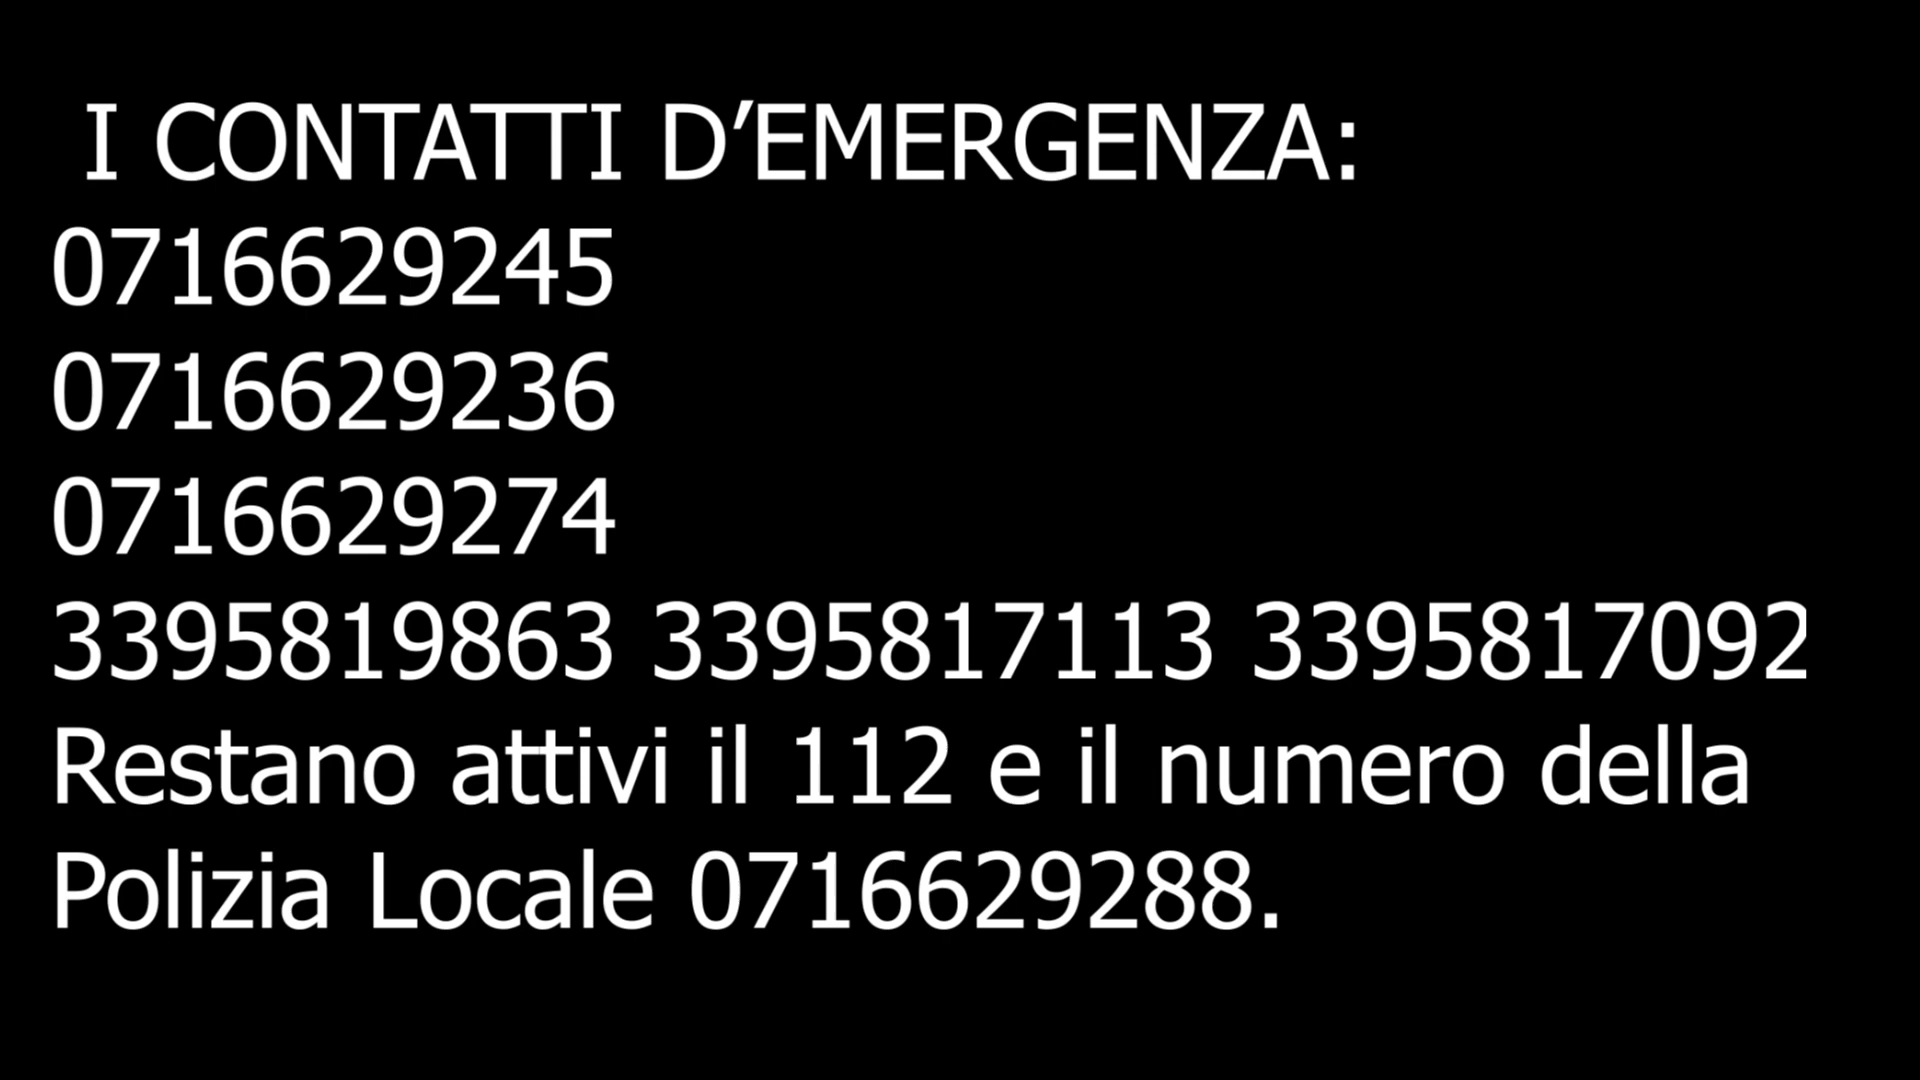 I CONTATTI D’EMERGENZA:
0716629245
0716629236
0716629274
3395819863 3395817113 3395817092
Restano attivi il 112 e il numero della
Polizia Locale 0716629288.